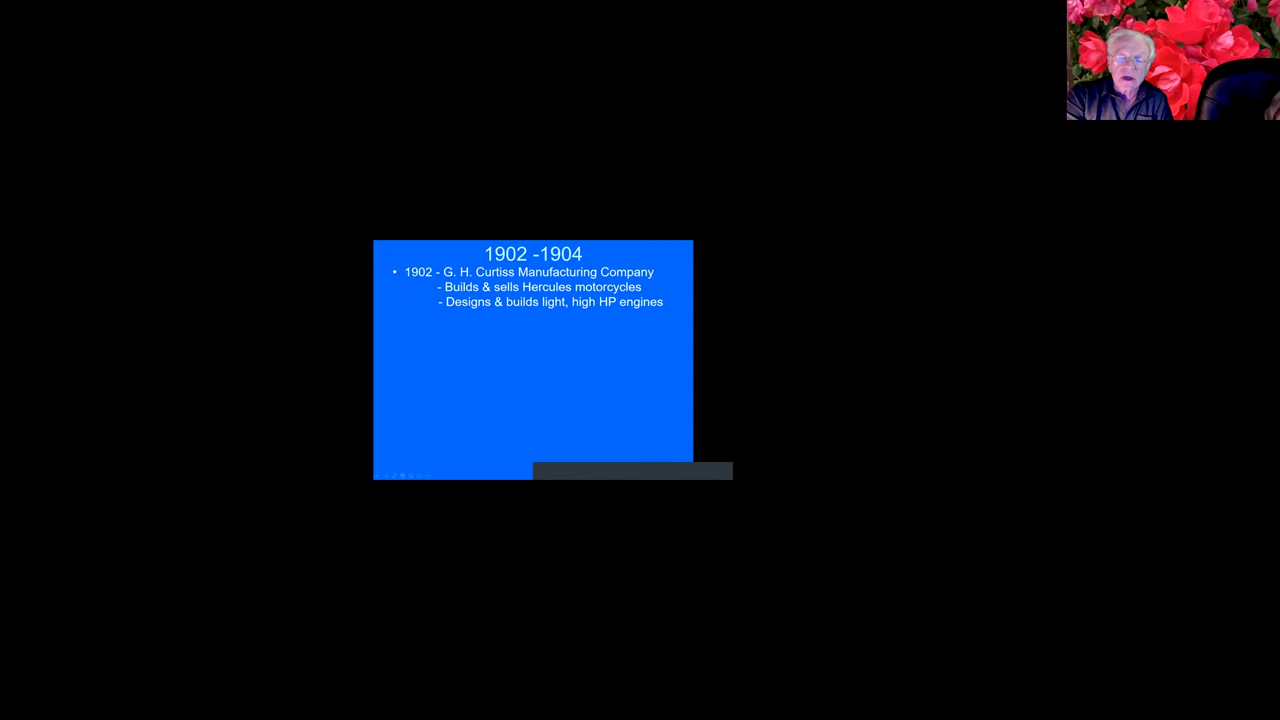 1902 -1904
• 1902 - G. H. Curtiss Manufacturing Company
- Builds & sells Hercules motorcycles
- Designs & builds light, high HP engines